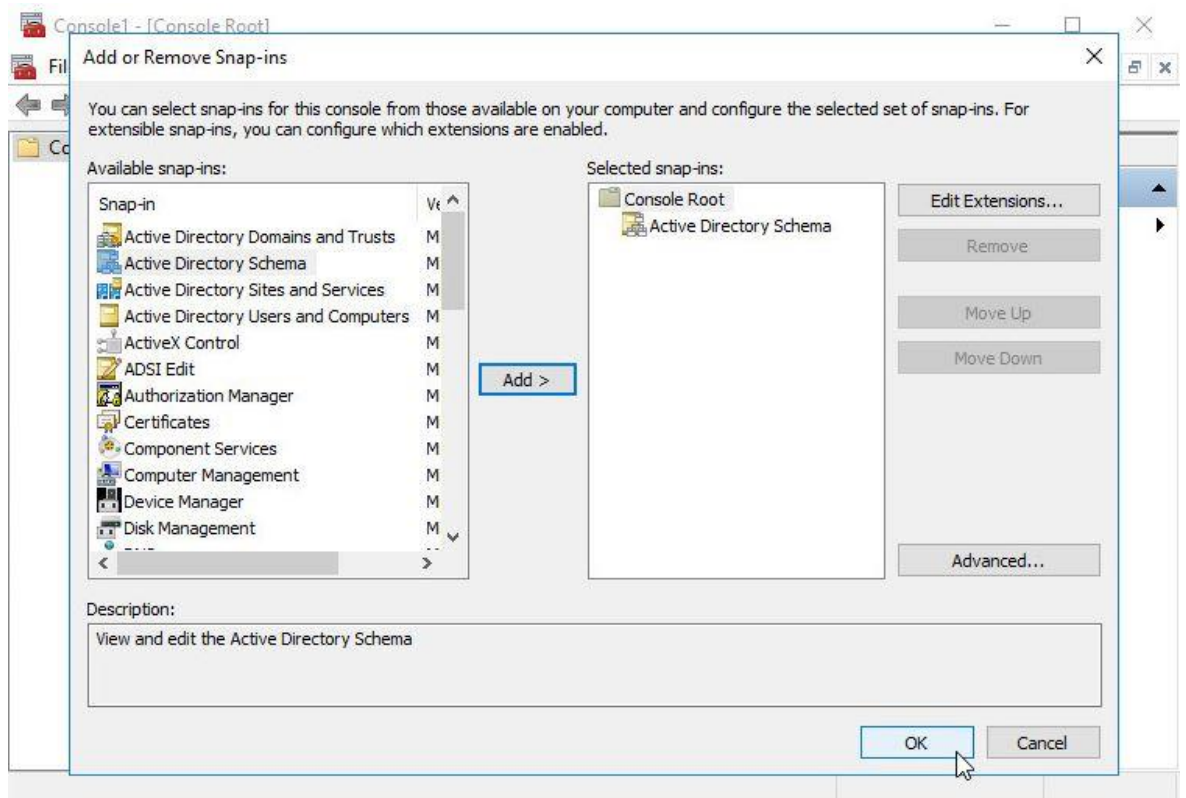 Console1 - [Console Root]
Add or Remove Snap-ins
Fil
You can select snap-ins for this console from those available on your computer and configure the selected set of snap-ins. For
extensible snap-ins, you can configure which extensions are enabled.
Co
Available snap-ins:
Selected snap-ins:
Snap-in Ve
Active Directory Domains and Trusts M
Active Directory Schema M
Active Directory Sites and Services M
Active Directory Users and Computers M
ActiveX Control M
ADSI Edit M
Authorization Manager M
Certificates M
Component Services M
Computer Management M
Device Manager M
Disk Management M
Add >
Console Root
Active Directory Schema
Edit Extensions...
Remove
Move Up
Move Down
Advanced...
Description:
View and edit the Active Directory Schema
OK
Cancel